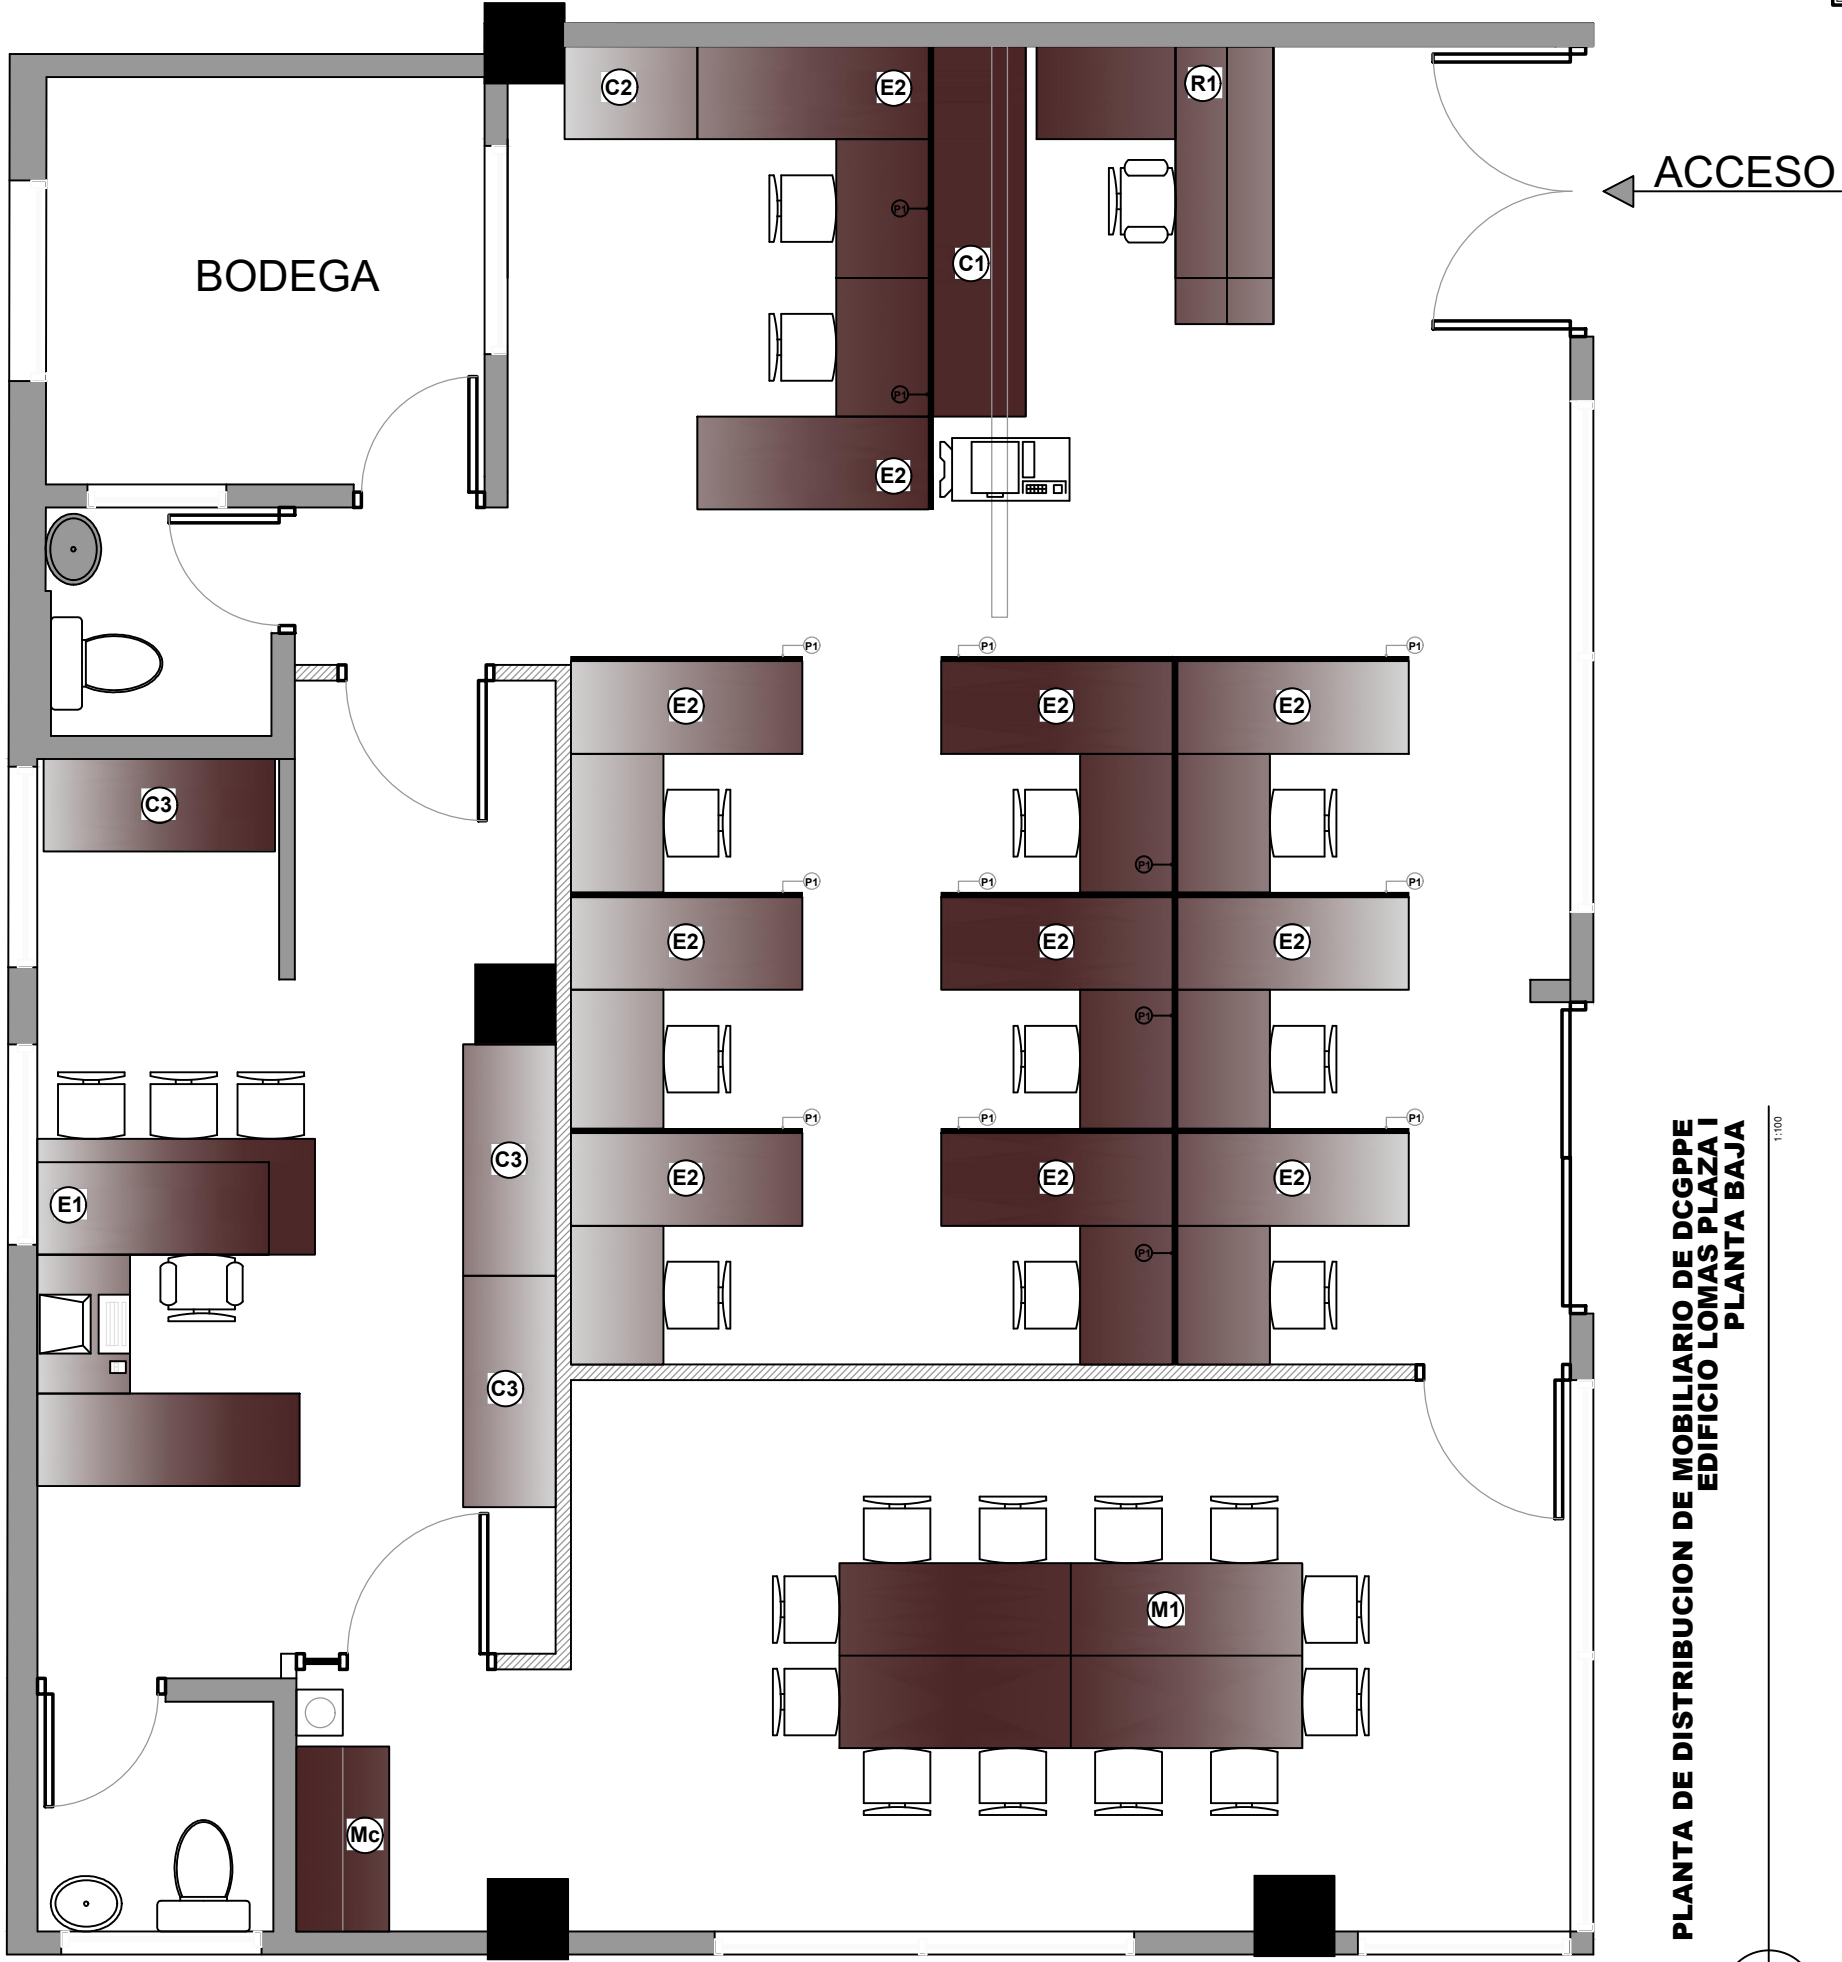 C2
E2
R1
ACCESO
P1
C1
BODEGA
P1
E2
P1
P1
P1
E2
E2
E2
C3
P1
P1
P1
P1
E2
E2
E2
P1
P1
P1
P1
C3
E2
E2
E2
E1
P1
C3
M1
Mc
PLANTA DE DISTRIBUCION DE MOBILIARIO DE DCGPPE
EDIFICIO LOMAS PLAZA I
PLANTA BAJA
1:100